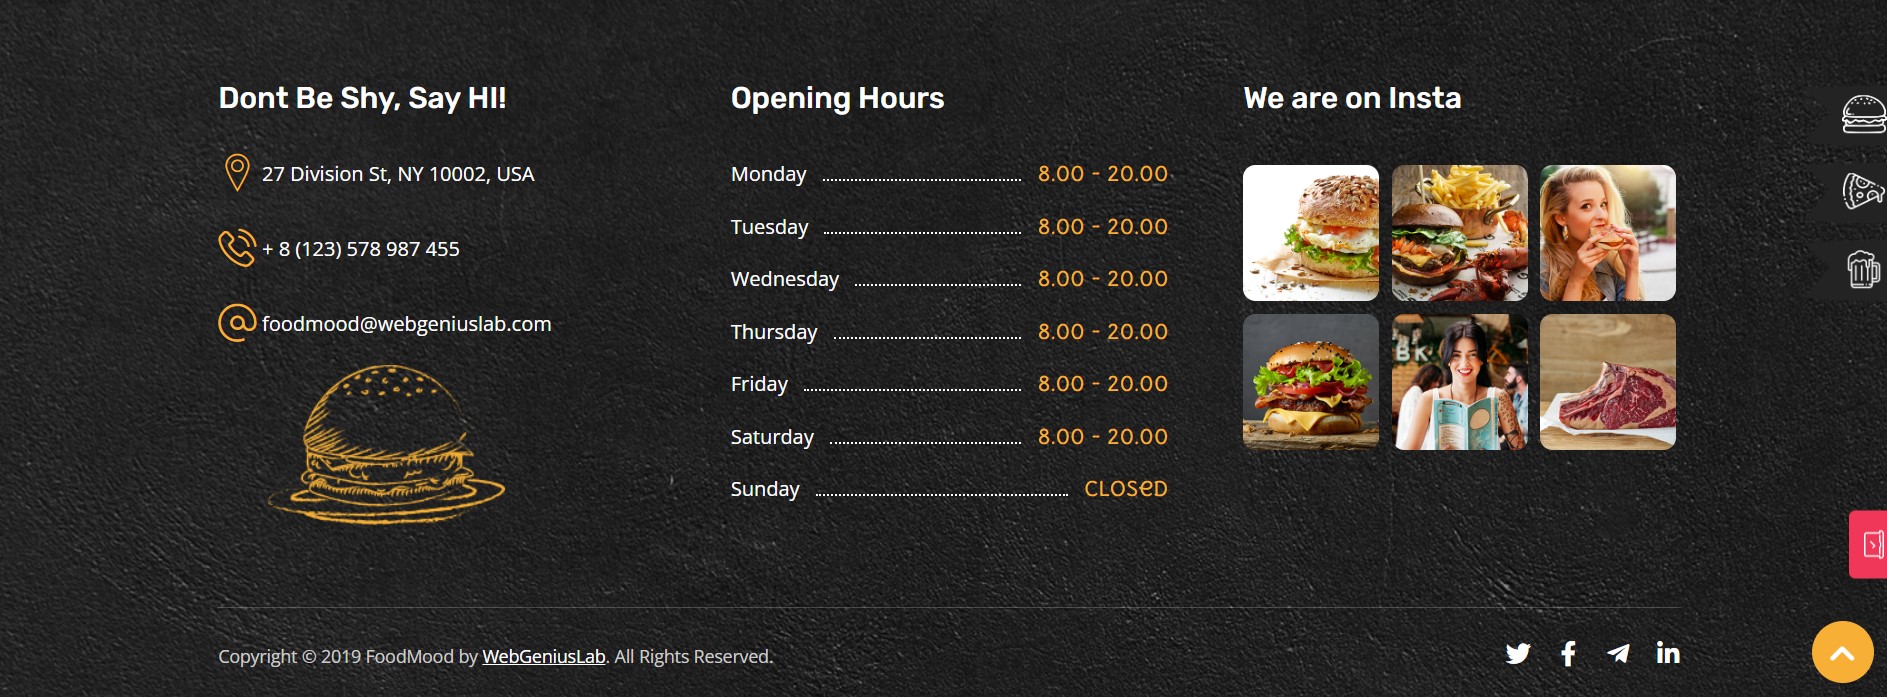 Dont Be Shy, Say HI!
27 Division St, NY 10002, USA
+ 8 (123) 578 987 455
foodmood@webgeniuslab.com
Opening Hours
Monday 8.00 - 20.00
Tuesday 8.00 - 20.00
Wednesday 8.00 - 20.00
Thursday 8.00 - 20.00
Friday 8.00 - 20.00
Saturday 8.00 - 20.00
Sunday CLOSeD
We are on Insta
BK
Copyright © 2019 FoodMood by WebGeniusLab. All Rights Reserved.